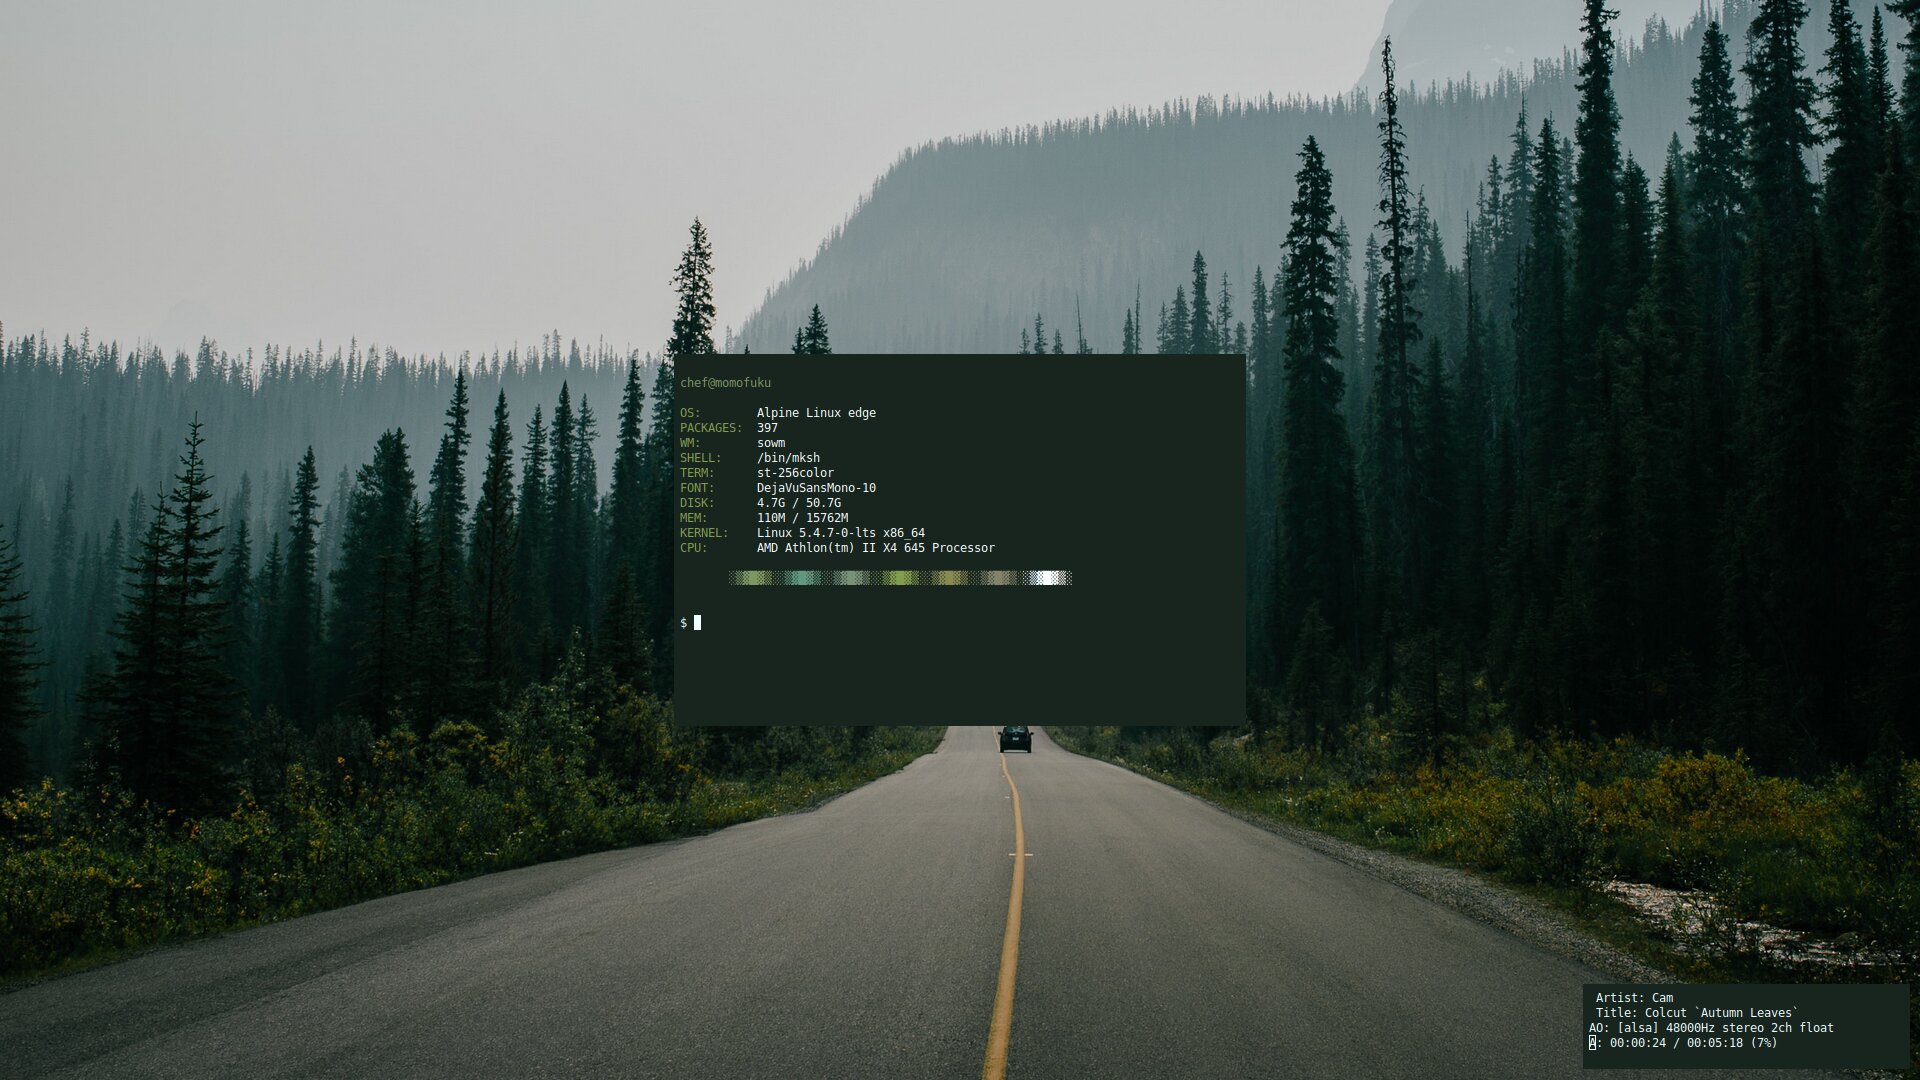 chef@momofuku
OS: Alpine Linux edge
PACKAGES: 397
WM: sowm
SHELL: /bin/mksh
TERM: st-256color
FONT: DejaVuSansMono-10
DISK: 4.7G / 50.7G
MEM: 110M / 15762M
KERNEL: Linux 5.4.7-0-lts x86_64
CPU: AMD Athlon(tm) II X4 645 Processor
$
Artist: Cam
Title: Colcut `Autumn Leaves`
AO: [alsa] 48000Hz stereo 2ch float
A: 00:00:24 / 00:05:18 (7%)